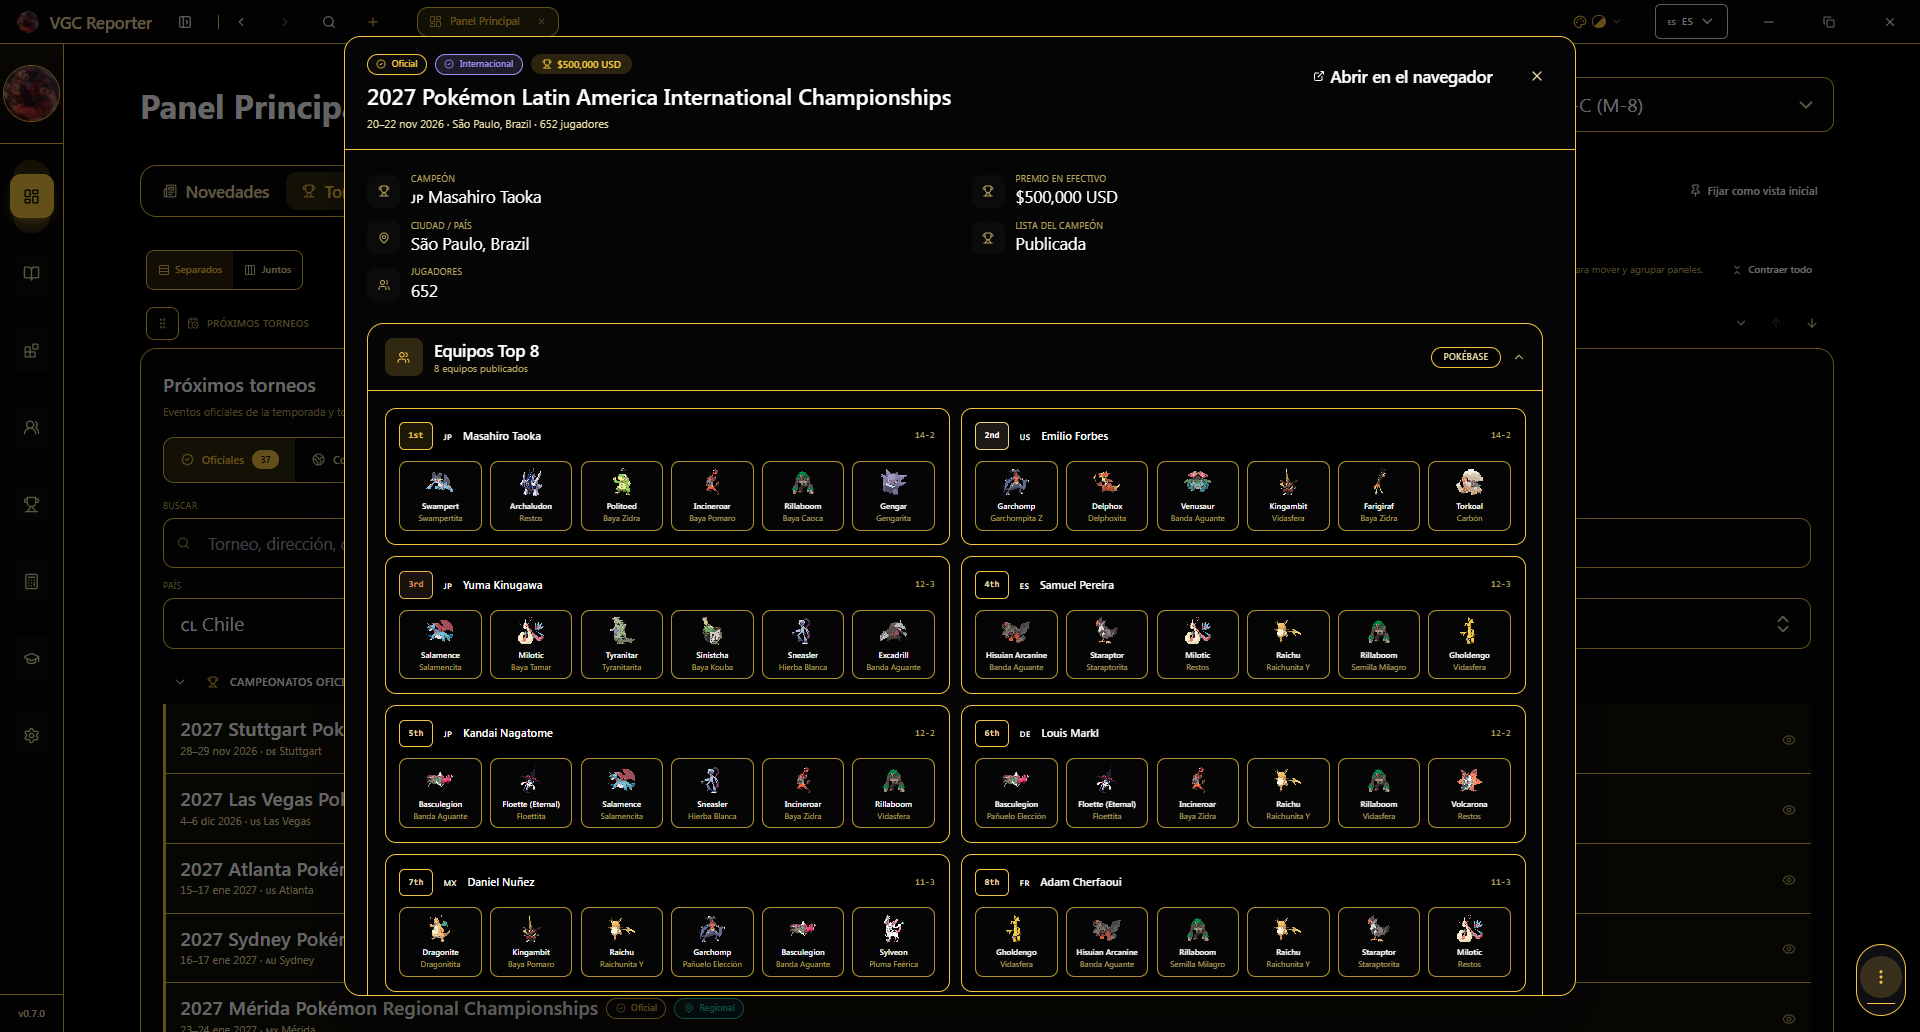 VGC Reporter
Panel Principal
ES ES
Oficial
Internacional
$500,000 USD
2027 Pokémon Latin America International Championships
20–22 nov 2026 · São Paulo, Brazil · 652 jugadores
Abrir en el navegador
Panel Principa
-C (M-8)
Novedades
To
Fijar como vista inicial
Separados
Juntos
ara mover y agrupar paneles.
Contraer todo
PRÓXIMOS TORNEOS
CAMPEÓN
JP Masahiro Taoka
PREMIO EN EFECTIVO
$500,000 USD
CIUDAD / PAÍS
São Paulo, Brazil
LISTA DEL CAMPEÓN
Publicada
JUGADORES
652
Equipos Top 8
8 equipos publicados
POKÉBASE
1st JP Masahiro Taoka 14-2
Swampert Archaludon Politoed Incineroar Rillaboom Gengar
Swampertita Restos Baya Zidra Baya Pomaro Baya Caoca Gengarita
2nd US Emilio Forbes 14-2
Garchomp Delphox Venusaur Kingambit Farigiraf Torkoal
Garchompita Z Delphoxita Banda Aguante Vidasfera Baya Zidra Carbón
3rd JP Yuma Kinugawa 12-3
Salamence Milotic Tyranitar Sinistcha Sneasler Excadrill
Salamencita Baya Tamar Tyranitarita Baya Kouba Hierba Blanca Banda Aguante
4th ES Samuel Pereira 12-3
Hisuian Arcanine Staraptor Milotic Raichu Rillaboom Gholdengo
Banda Aguante Staraptorita Restos Raichunita Y Semilla Milagro Vidasfera
5th JP Kandai Nagatome 12-2
Basculegion Floette (Eternal) Salamence Sneasler Incineroar Rillaboom
Banda Aguante Floettita Salamencita Hierba Blanca Baya Zidra Vidasfera
6th DE Louis Markl 12-2
Basculegion Floette (Eternal) Incineroar Raichu Rillaboom Volcarona
Pañuelo Elección Floettita Baya Zidra Raichunita Y Vidasfera Restos
7th MX Daniel Nuñez 11-3
Dragonite Kingambit Raichu Garchomp Basculegion Sylveon
Dragonitita Baya Pomaro Raichunita Y Pañuelo Elección Banda Aguante Pluma Feérica
8th FR Adam Cherfaoui 11-3
Gholdengo Hisuian Arcanine Rillaboom Raichu Staraptor Milotic
Vidasfera Banda Aguante Semilla Milagro Raichunita Y Staraptorita Restos
Próximos torneos
Eventos oficiales de la temporada y to
Oficiales 37
Co
BUSCAR
Torneo, dirección, c
PAÍS
CL Chile
CAMPEONATOS OFICI
2027 Stuttgart Pok
28–29 nov 2026 · DE Stuttgart
2027 Las Vegas Pol
4–6 dic 2026 · US Las Vegas
2027 Atlanta Pokér
15–17 ene 2027 · US Atlanta
2027 Sydney Pokér
16–17 ene 2027 · AU Sydney
2027 Mérida Pokémon Regional Championships
Oficial
Regional
23–24 ene 2027 · MX Mérida
v0.7.0